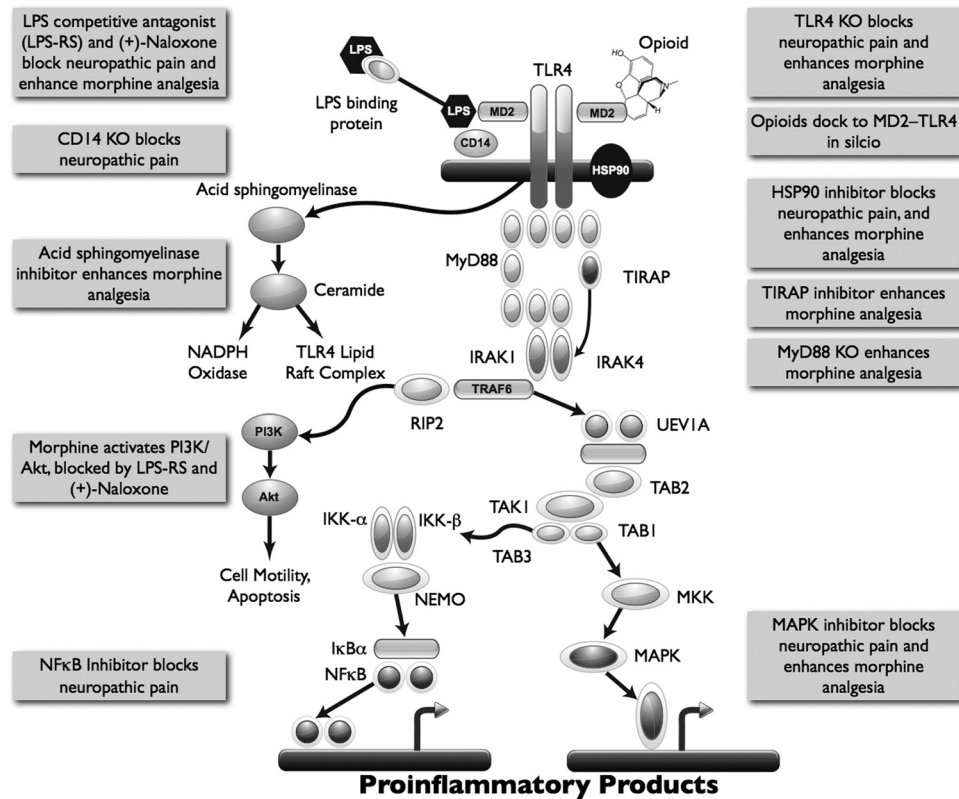 LPS competitive antagonist
(LPS-RS) and (+)-Naloxone
block neuropathic pain and
enhance morphine analgesia
CD14 KO blocks
neuropathic pain
Acid sphingomyelinase
inhibitor enhances morphine
analgesia
Morphine activates PI3K/
Akt, blocked by LPS-RS and
(+)-Naloxone
NFκB Inhibitor blocks
neuropathic pain
LPS
LPS binding
protein
LPS
MD2
CD14
TLR4
Opioid
HO
O
N
H
HO
MD2
HSP90
Acid sphingomyelinase
Ceramide
NADPH
Oxidase
TLR4 Lipid
Raft Complex
MyD88
TIRAP
IRAK1
IRAK4
RIP2
TRAF6
UEV1A
PI3K
Akt
Cell Motility,
Apoptosis
TAB2
TAK1
TAB3
TAB1
IKK-α
IKK-β
NEMO
MKK
IκBα
MAPK
NFκB
Proinflammatory Products
TLR4 KO blocks
neuropathic pain and
enhances morphine
analgesia
Opioids dock to MD2–TLR4
in silcio
HSP90 inhibitor blocks
neuropathic pain, and
enhances morphine
analgesia
TIRAP inhibitor enhances
morphine analgesia
MyD88 KO enhances
morphine analgesia
MAPK inhibitor blocks
neuropathic pain and
enhances morphine
analgesia